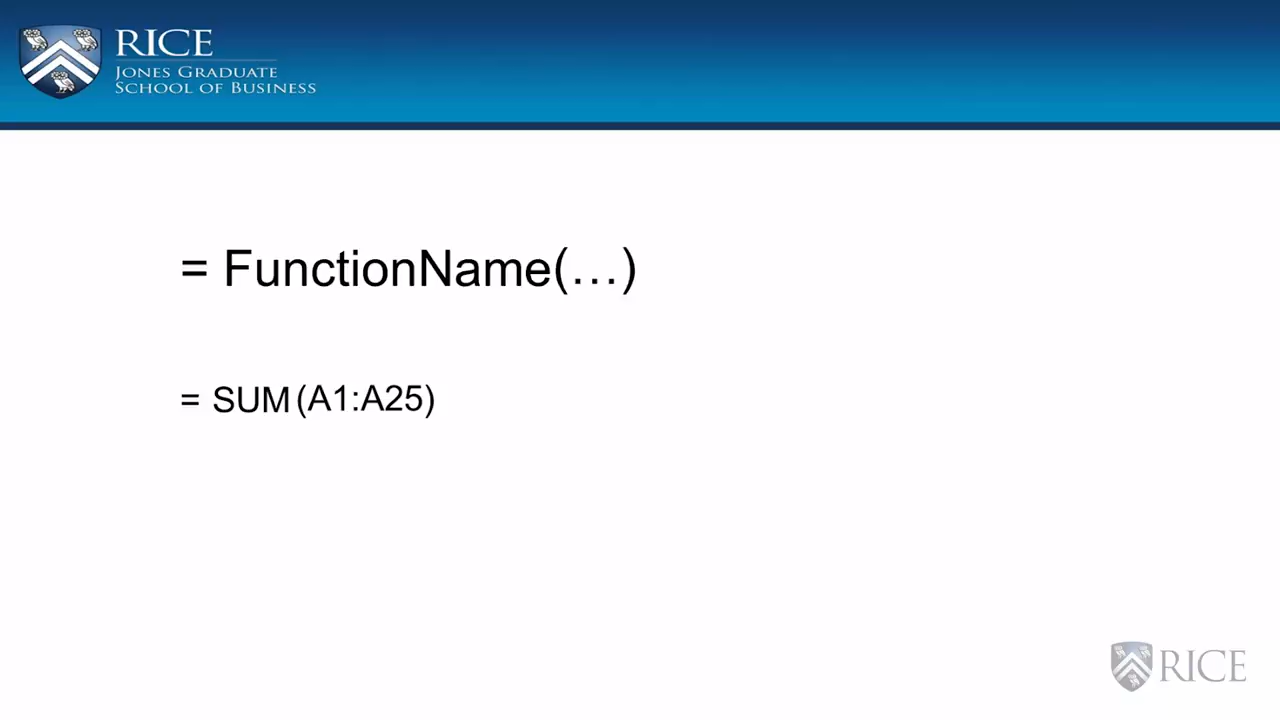 RICE
JONES GRADUATE
SCHOOL OF BUSINESS
= FunctionName(…)
= SUM (A1:A25)
RICE